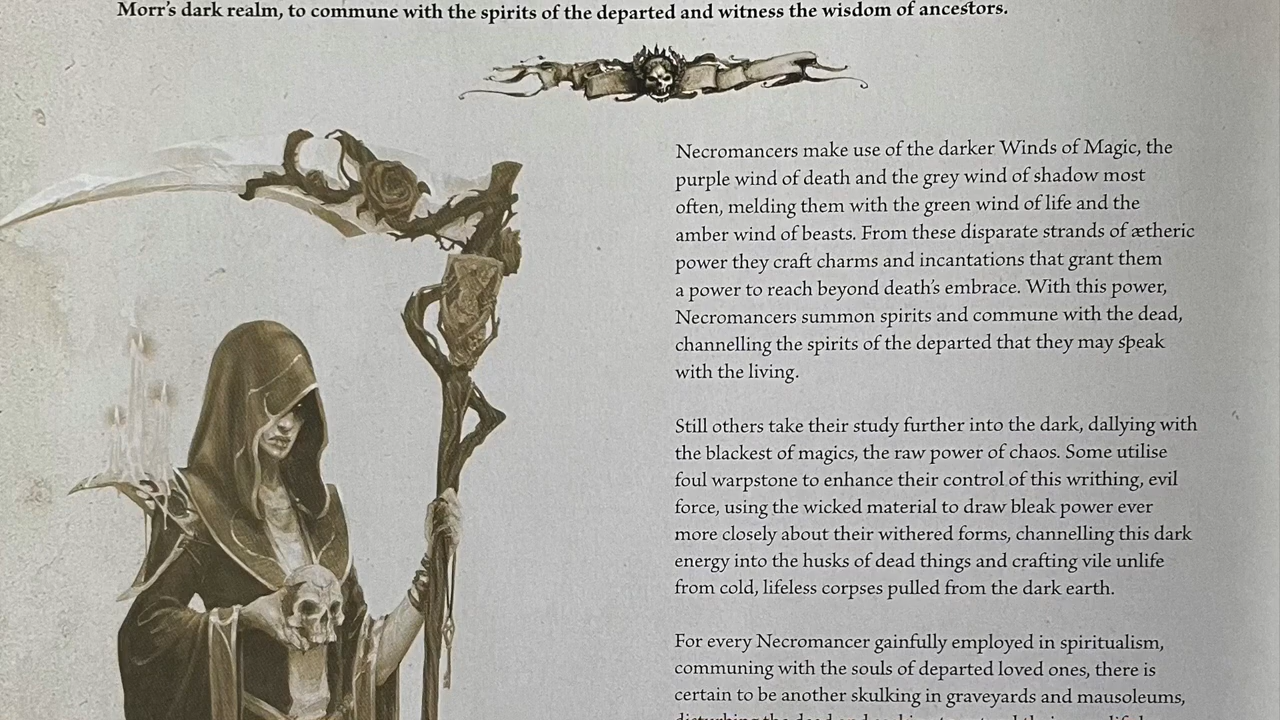 Morr's dark realm, to commune with the spirits of the departed and witness the wisdom of ancestors.
Necromancers make use of the darker Winds of Magic, the
purple wind of death and the grey wind of shadow most
often, melding them with the green wind of life and the
amber wind of beasts. From these disparate strands of ætheric
power they craft charms and incantations that grant them
a power to reach beyond death's embrace. With this power,
Necromancers summon spirits and commune with the dead,
channelling the spirits of the departed that they may speak
with the living.
Still others take their study further into the dark, dallying with
the blackest of magics, the raw power of chaos. Some utilise
foul warpstone to enhance their control of this writhing, evil
force, using the wicked material to draw bleak power ever
more closely about their withered forms, channelling this dark
energy into the husks of dead things and crafting vile unlife
from cold, lifeless corpses pulled from the dark earth.
For every Necromancer gainfully employed in spiritualism,
communing with the souls of departed loved ones, there is
certain to be another skulking in graveyards and mausoleums,